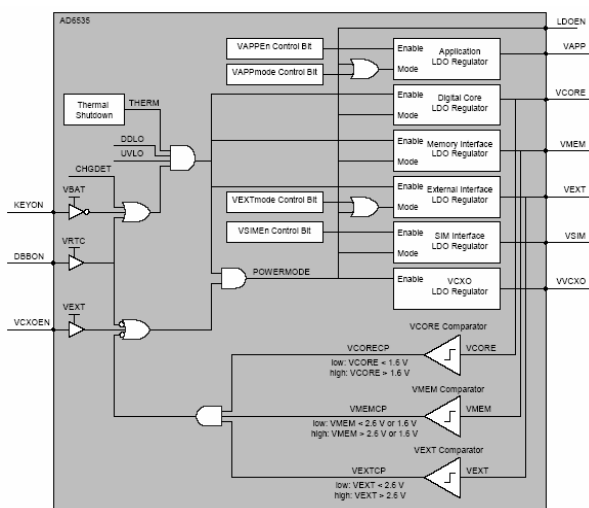 AD6535
LDOEN
VAPPEn Control Bit
Enable
Application
LDO Regulator
VAPP
VAPPmode Control Bit
Mode
Thermal
Shutdown
THERM
Enable
Digital Core
LDO Regulator
VCORE
Mode
DDLO
UVLO
Enable
Memory Interface
LDO Regulator
VMEM
Mode
CHGDET
VBAT
KEYON
Enable
External Interface
LDO Regulator
VEXT
VEXTmode Control Bit
Mode
VSIMEn Control Bit
Enable
SIM Interface
LDO Regulator
VSIM
Mode
VRTC
DBBON
POWERMODE
Enable
VCXO
LDO Regulator
VVCXO
VEXT
VCXOEN
VCORE Comparator
VCORECP
VCORE
low: VCORE < 1.6 V
high: VCORE > 1.6 V
VMEM Comparator
VMEMCP
VMEM
low: VMEM < 2.6 V or 1.6 V
high: VMEM > 2.6 V or 1.6 V
VEXT Comparator
VEXTCP
VEXT
low: VEXT < 2.6 V
high: VEXT > 2.6 V